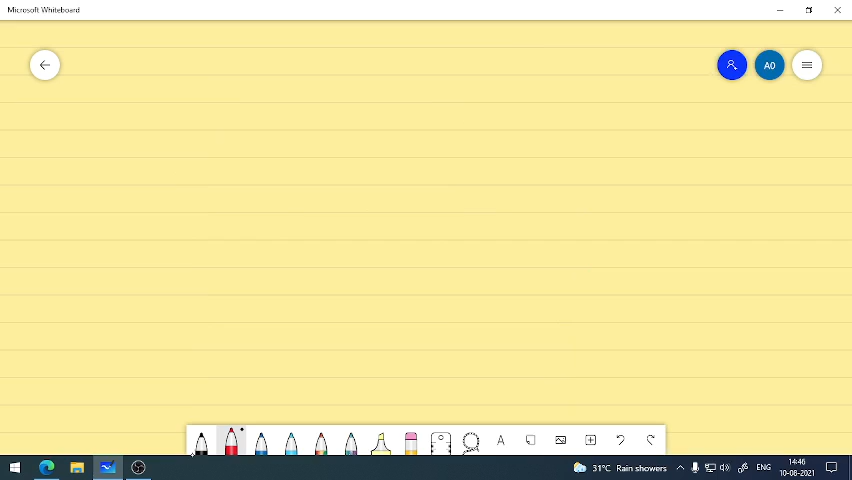 Microsoft Whiteboard
A0
A
31°C Rain showers
ENG
14:46
10-08-2021